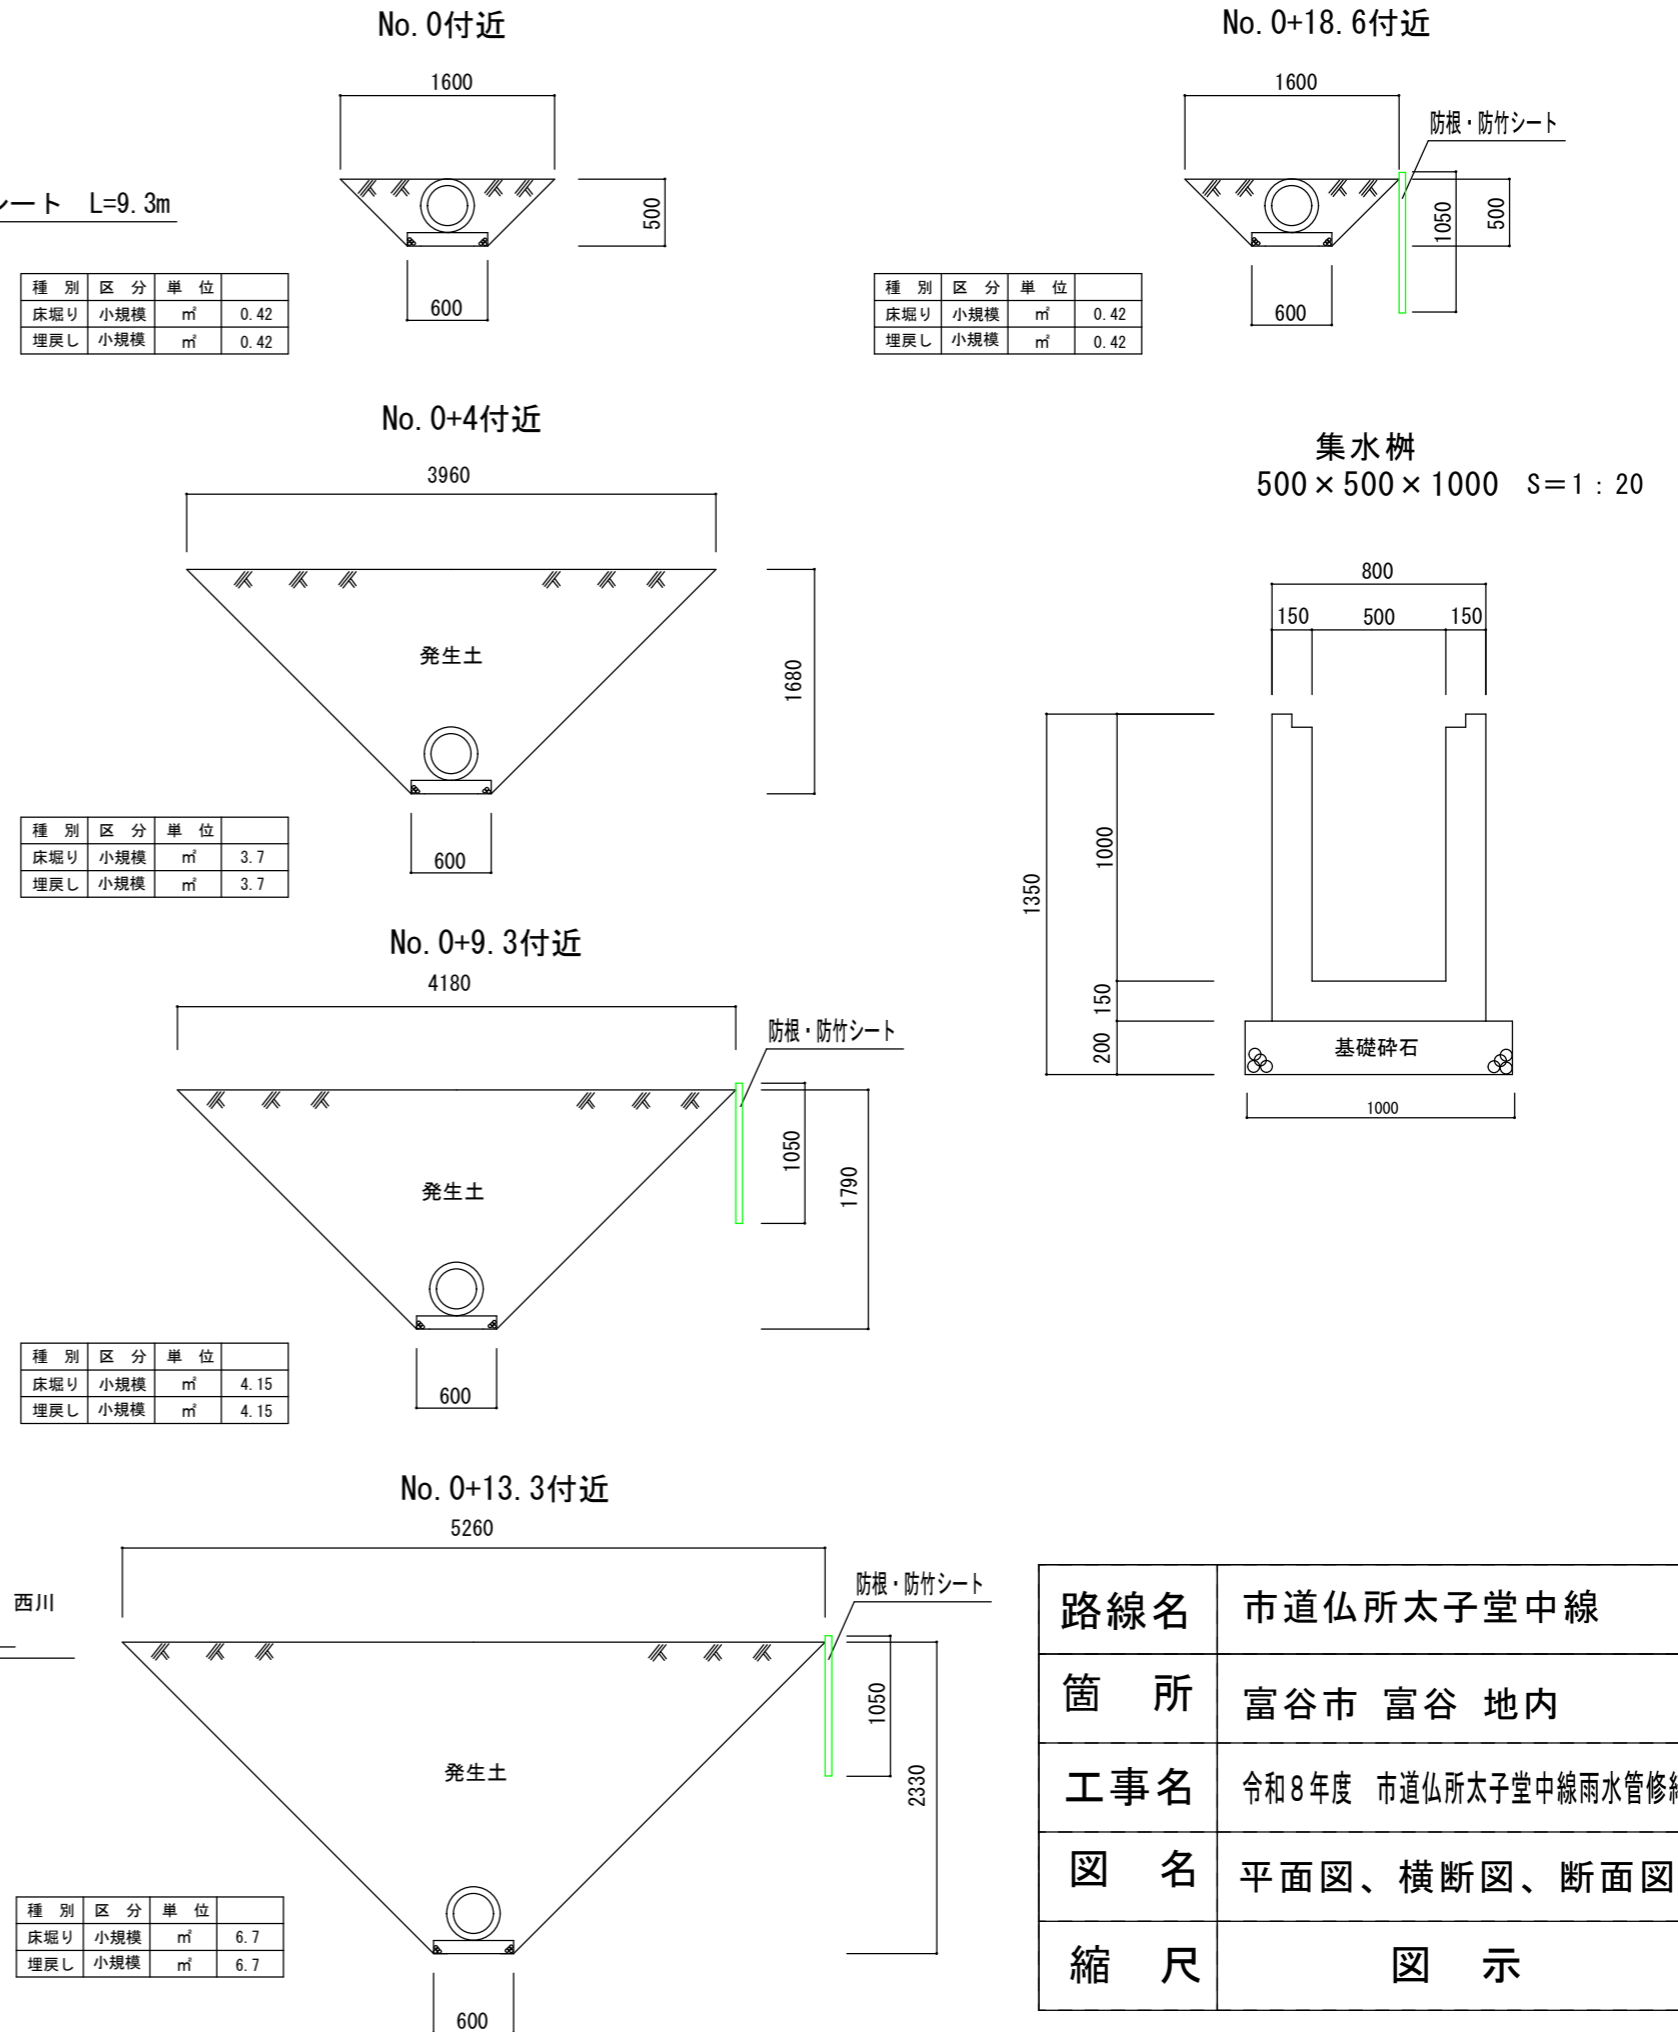 No.0付近
1600
500
600
ート L=9.3m
種 別 区 分 単 位
床堀り 小規模 ㎡ 0.42
埋戻し 小規模 ㎡ 0.42
No.0+18.6付近
1600
防根・防竹シート
1050
500
600
種 別 区 分 単 位
床堀り 小規模 ㎡ 0.42
埋戻し 小規模 ㎡ 0.42
No.0+4付近
3960
発生土
1680
600
種 別 区 分 単 位
床堀り 小規模 ㎡ 3.7
埋戻し 小規模 ㎡ 3.7
集水桝
500×500×1000 S=1:20
800
150 500 150
1350
1000
150
200
基礎砕石
1000
No.0+9.3付近
4180
防根・防竹シート
発生土
1050
1790
600
種 別 区 分 単 位
床堀り 小規模 ㎡ 4.15
埋戻し 小規模 ㎡ 4.15
No.0+13.3付近
5260
西川
防根・防竹シート
発生土
1050
2330
600
種 別 区 分 単 位
床堀り 小規模 ㎡ 6.7
埋戻し 小規模 ㎡ 6.7
路線名 市道仏所太子堂中線
箇 所 富谷市 富谷 地内
工事名 令和8年度 市道仏所太子堂中線雨水管修
図 名 平面図、横断図、断面図
縮 尺 図 示